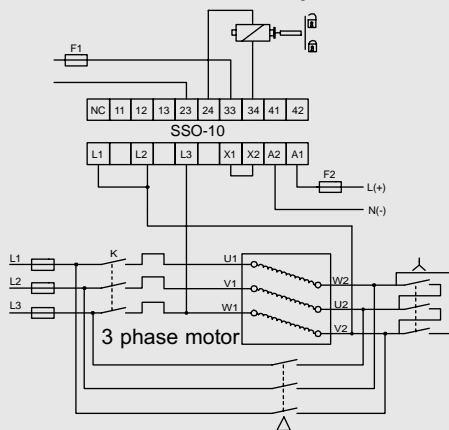 F1
NC 11 12 13 23 24 33 34 41 42
SSO-10
L1 L2 L3 X1 X2 A2 A1
F2
L(+)
N(-)
L1 K U1 W2
L2 V1 U2
L3 W1 V2
3 phase motor